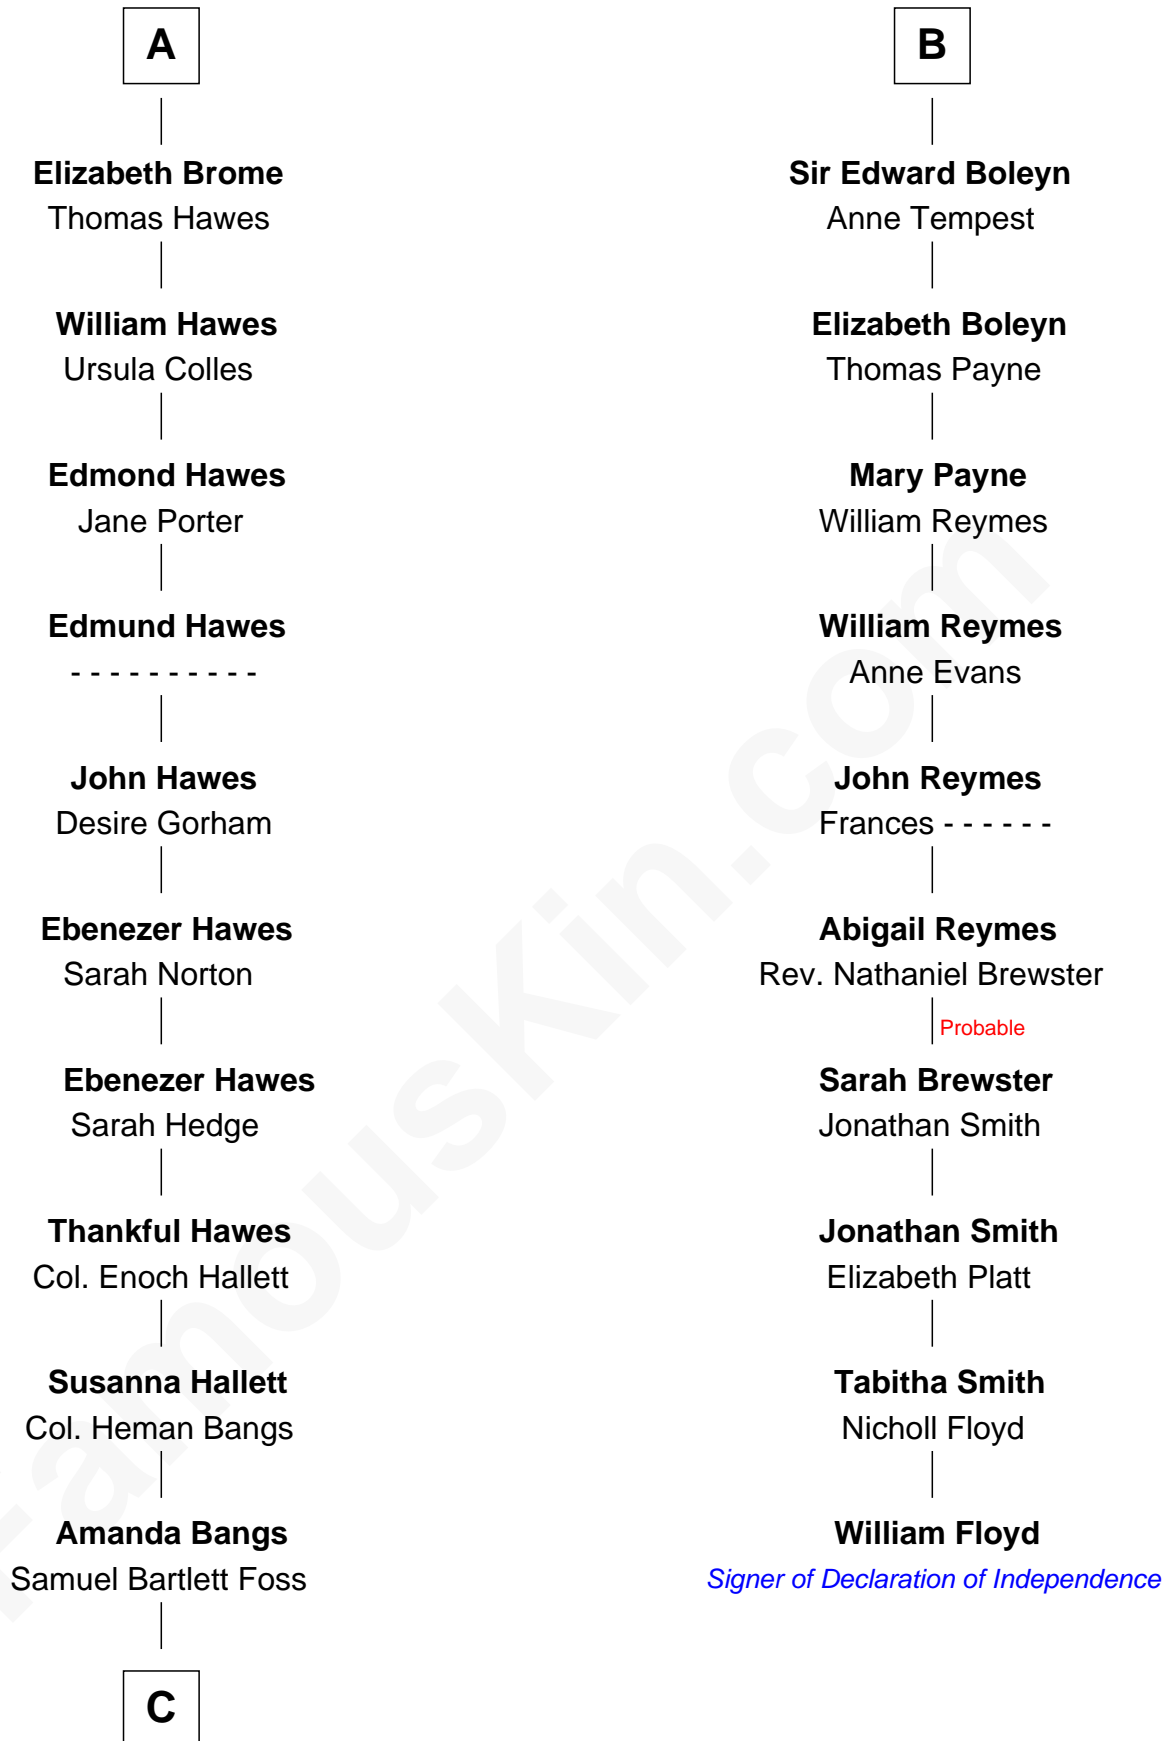 A
Elizabeth Brome
Thomas Hawes
William Hawes
Ursula Colles
Edmond Hawes
Jane Porter
Edmund Hawes
- - - - - - - - - -
John Hawes
Desire Gorham
Ebenezer Hawes
Sarah Norton
Ebenezer Hawes
Sarah Hedge
Thankful Hawes
Col. Enoch Hallett
Susanna Hallett
Col. Heman Bangs
Amanda Bangs
Samuel Bartlett Foss
C
B
Sir Edward Boleyn
Anne Tempest
Elizabeth Boleyn
Thomas Payne
Mary Payne
William Reymes
William Reymes
Anne Evans
John Reymes
Frances - - - - - -
Abigail Reymes
Rev. Nathaniel Brewster
Probable
Sarah Brewster
Jonathan Smith
Jonathan Smith
Elizabeth Platt
Tabitha Smith
Nicholl Floyd
William Floyd
Signer of Declaration of Independence
FamousKin.com